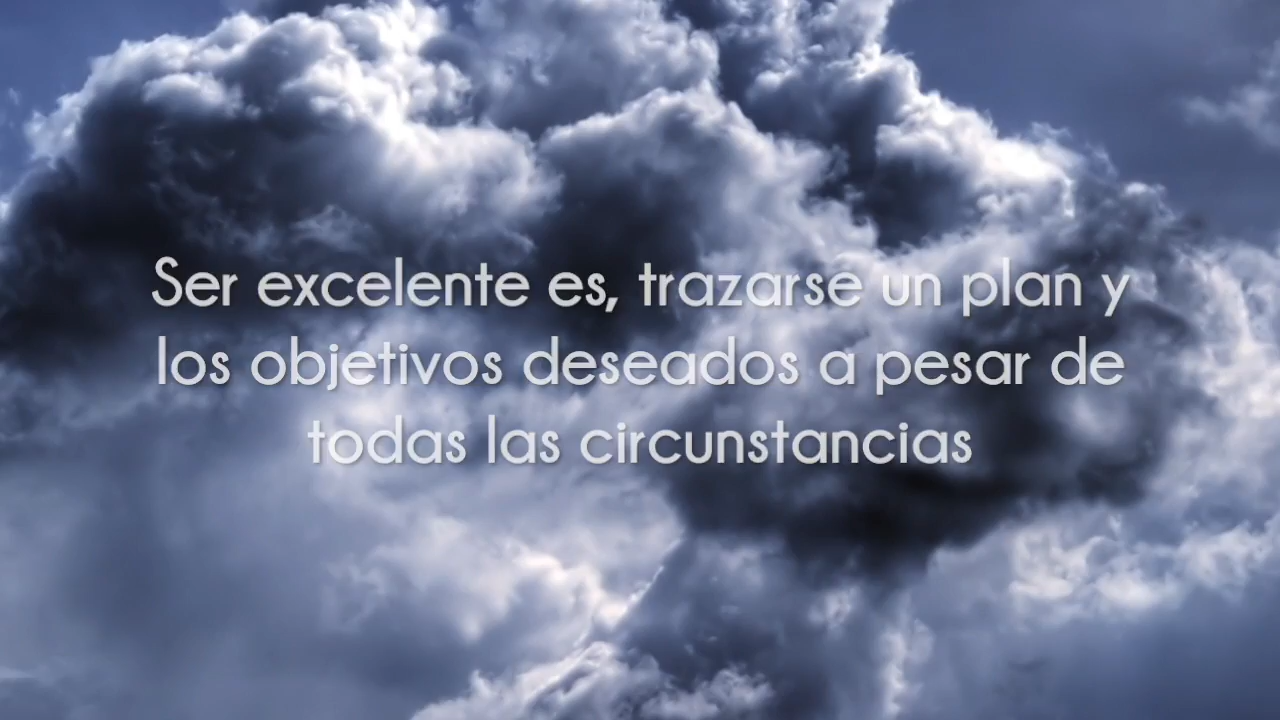 Ser excelente es, trazarse un plan y
los objetivos deseados a pesar de
todas las circunstancias